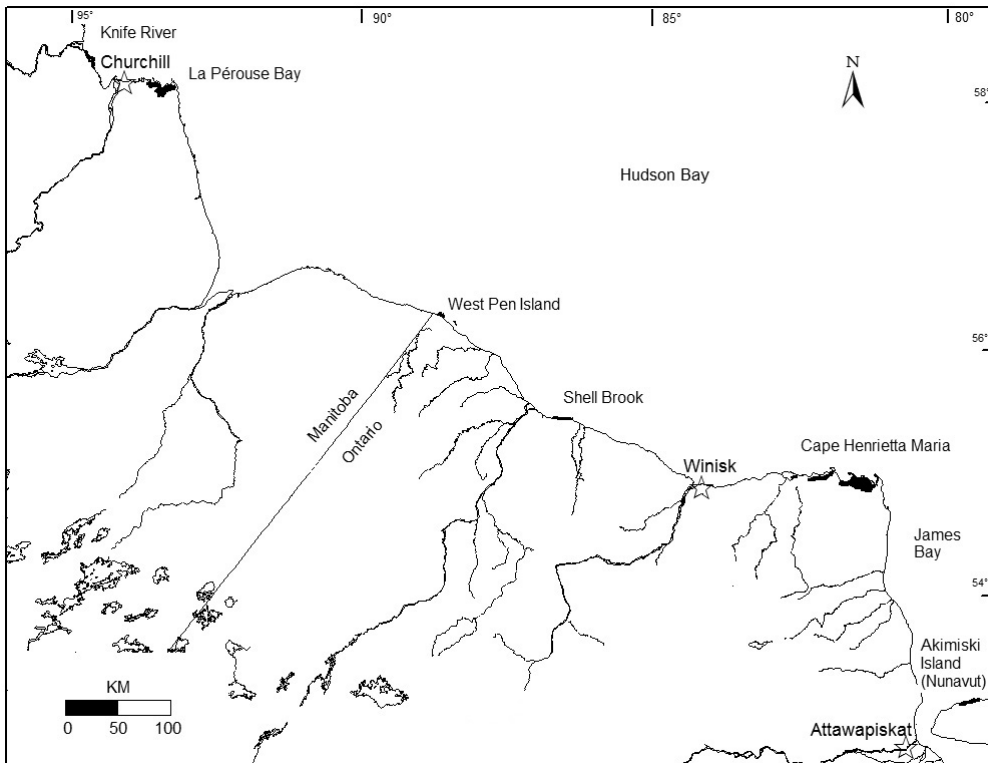 95°
90°
85°
80°
Knife River
Churchill
La Pérouse Bay
N
58°
Hudson Bay
West Pen Island
56°
Manitoba
Ontario
Shell Brook
Cape Henrietta Maria
Winisk
James
Bay
54°
Akimiski
Island
(Nunavut)
KM
0 50 100
Attawapiskat